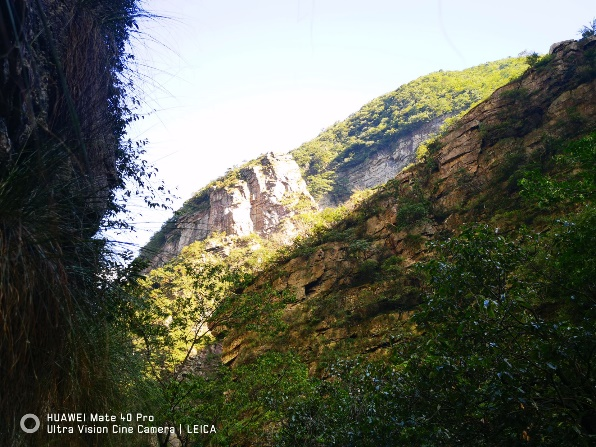 HUAWEI Mate 40 Pro
Ultra Vision Cine Camera | LEICA